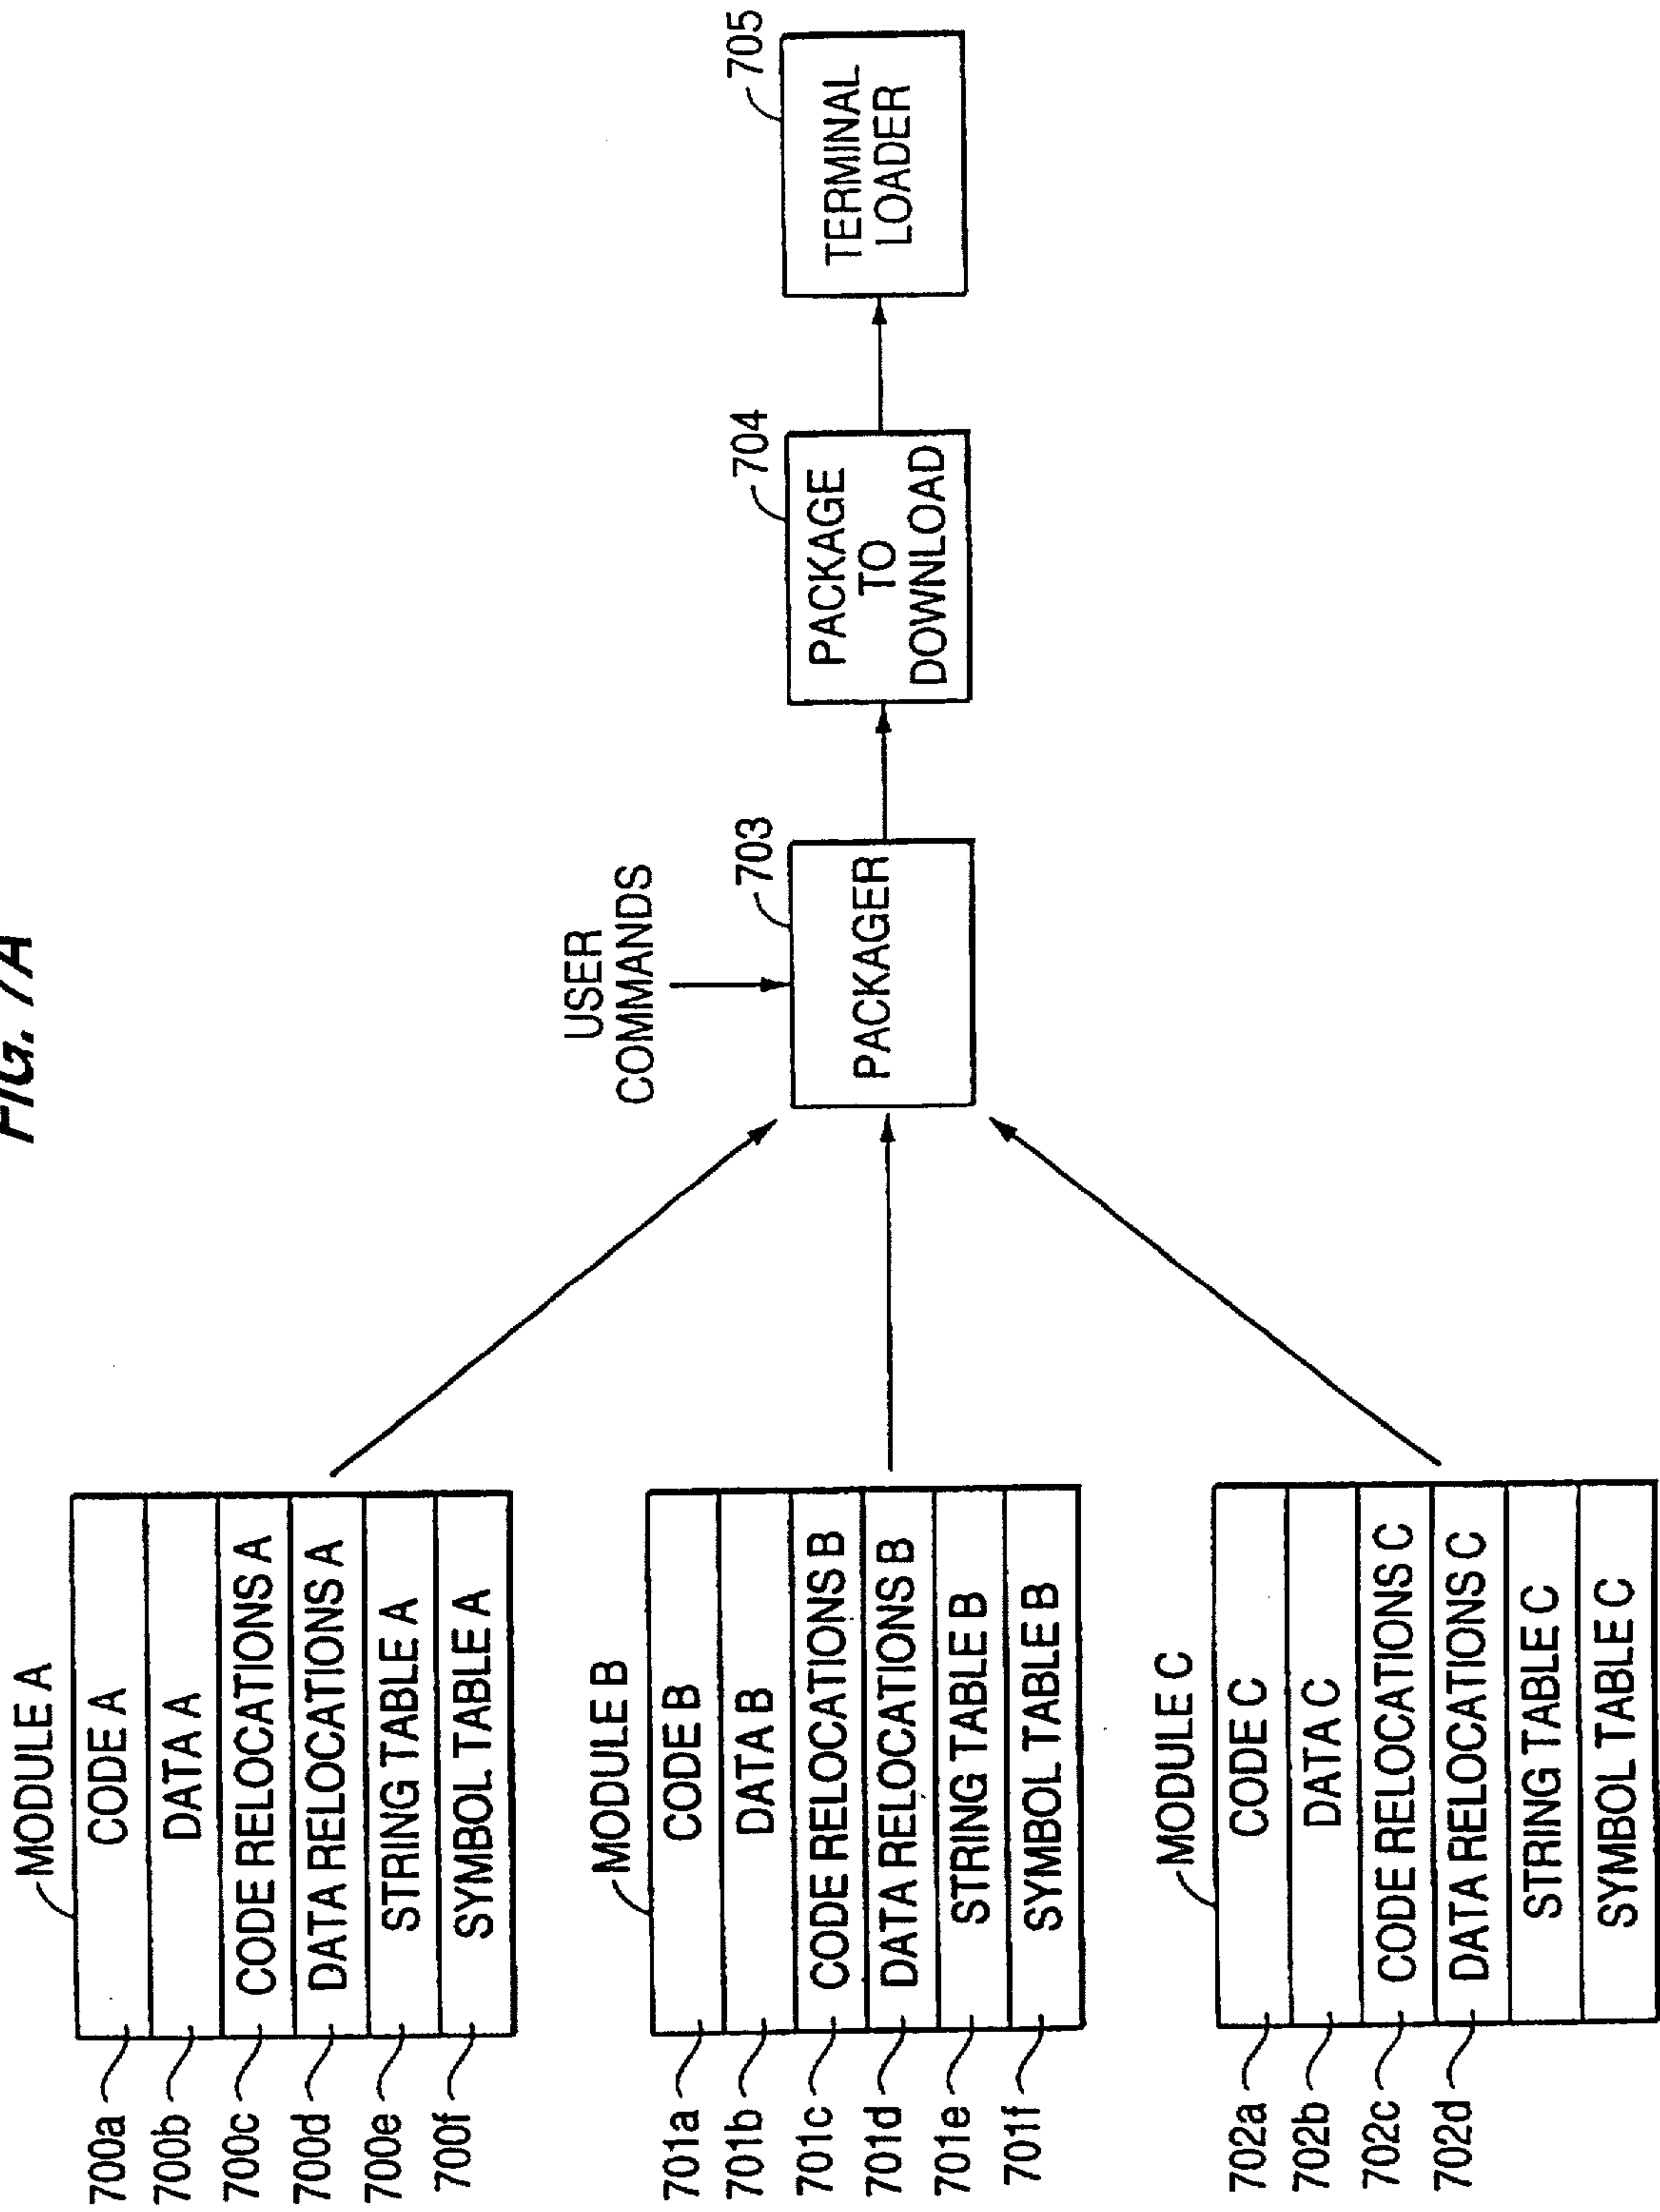 FIG. 7A
MODULE A
700a
CODE A
700b
DATA A
700c
CODE RELOCATIONS A
700d
DATA RELOCATIONS A
700e
STRING TABLE A
700f
SYMBOL TABLE A
MODULE B
701a
CODE B
701b
DATA B
701c
CODE RELOCATIONS B
701d
DATA RELOCATIONS B
701e
STRING TABLE B
701f
SYMBOL TABLE B
MODULE C
702a
CODE C
702b
DATA C
702c
CODE RELOCATIONS C
702d
DATA RELOCATIONS C
STRING TABLE C
SYMBOL TABLE C
USER
COMMANDS
703
PACKAGER
704
PACKAGE
TO
DOWNLOAD
705
TERMINAL
LOADER